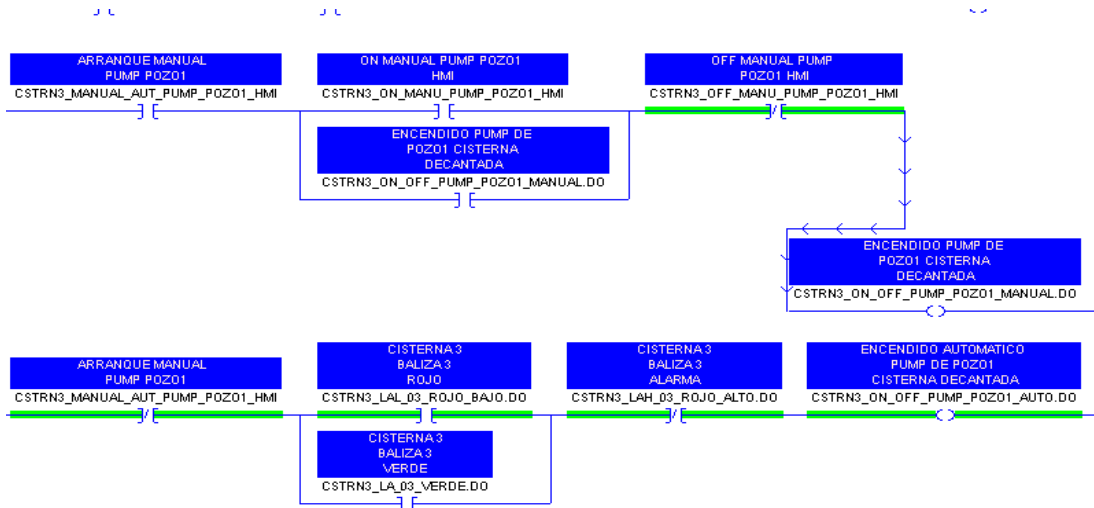 ARRANQUE MANUAL
PUMP POZO1
CSTRN3_MANUAL_AUT_PUMP_POZO1_HMI
ON MANUAL PUMP POZO1
HMI
CSTRN3_ON_MANU_PUMP_POZO1_HMI
OFF MANUAL PUMP
POZO1 HMI
CSTRN3_OFF_MANU_PUMP_POZO1_HMI
ENCENDIDO PUMP DE
POZO1 CISTERNA
DECANTADA
CSTRN3_ON_OFF_PUMP_POZO1_MANUAL.DO
ENCENDIDO PUMP DE
POZO1 CISTERNA
DECANTADA
CSTRN3_ON_OFF_PUMP_POZO1_MANUAL.DO
ARRANQUE MANUAL
PUMP POZO1
CSTRN3_MANUAL_AUT_PUMP_POZO1_HMI
CISTERNA 3
BALIZA 3
ROJO
CSTRN3_LAL_03_ROJO_BAJO.DO
CISTERNA 3
BALIZA 3
ALARMA
CSTRN3_LAH_03_ROJO_ALTO.DO
ENCENDIDO AUTOMATICO
PUMP DE POZO1
CISTERNA DECANTADA
CSTRN3_ON_OFF_PUMP_POZO1_AUTO.DO
CISTERNA 3
BALIZA 3
VERDE
CSTRN3_LA_03_VERDE.DO